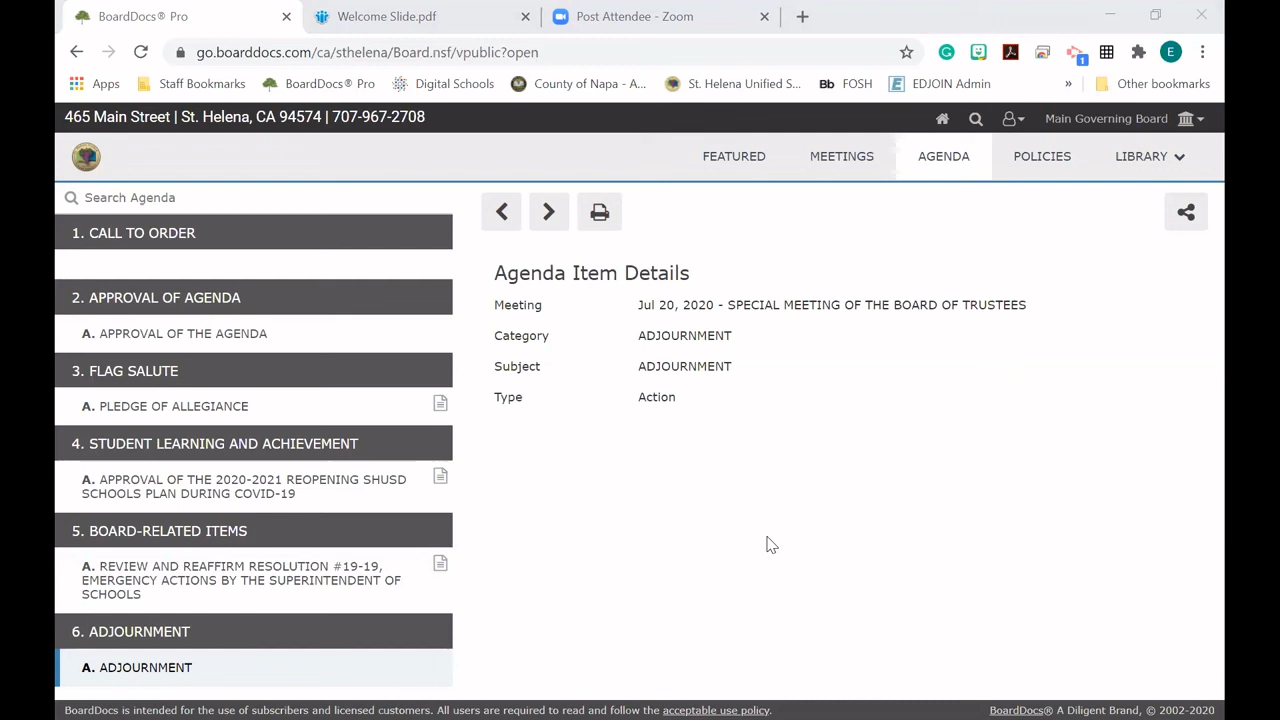 BoardDocs® Pro
Welcome Slide.pdf
Post Attendee - Zoom
go.boarddocs.com/ca/sthelena/Board.nsf/vpublic?open
1
E
Apps
Staff Bookmarks
BoardDocs® Pro
Digital Schools
County of Napa - A...
St. Helena Unified S...
Bb FOSH
EDJOIN Admin
»
Other bookmarks
465 Main Street | St. Helena, CA 94574 | 707-967-2708
Main Governing Board
FEATURED
MEETINGS
AGENDA
POLICIES
LIBRARY
Search Agenda
1. CALL TO ORDER
2. APPROVAL OF AGENDA
A. APPROVAL OF THE AGENDA
3. FLAG SALUTE
A. PLEDGE OF ALLEGIANCE
4. STUDENT LEARNING AND ACHIEVEMENT
A. APPROVAL OF THE 2020-2021 REOPENING SHUSD
SCHOOLS PLAN DURING COVID-19
5. BOARD-RELATED ITEMS
A. REVIEW AND REAFFIRM RESOLUTION #19-19,
EMERGENCY ACTIONS BY THE SUPERINTENDENT OF
SCHOOLS
6. ADJOURNMENT
A. ADJOURNMENT
Agenda Item Details
Meeting Jul 20, 2020 - SPECIAL MEETING OF THE BOARD OF TRUSTEES
Category ADJOURNMENT
Subject ADJOURNMENT
Type Action
BoardDocs is intended for the use of subscribers and licensed customers. All users are required to read and follow the acceptable use policy.
BoardDocs® A Diligent Brand, © 2002-2020